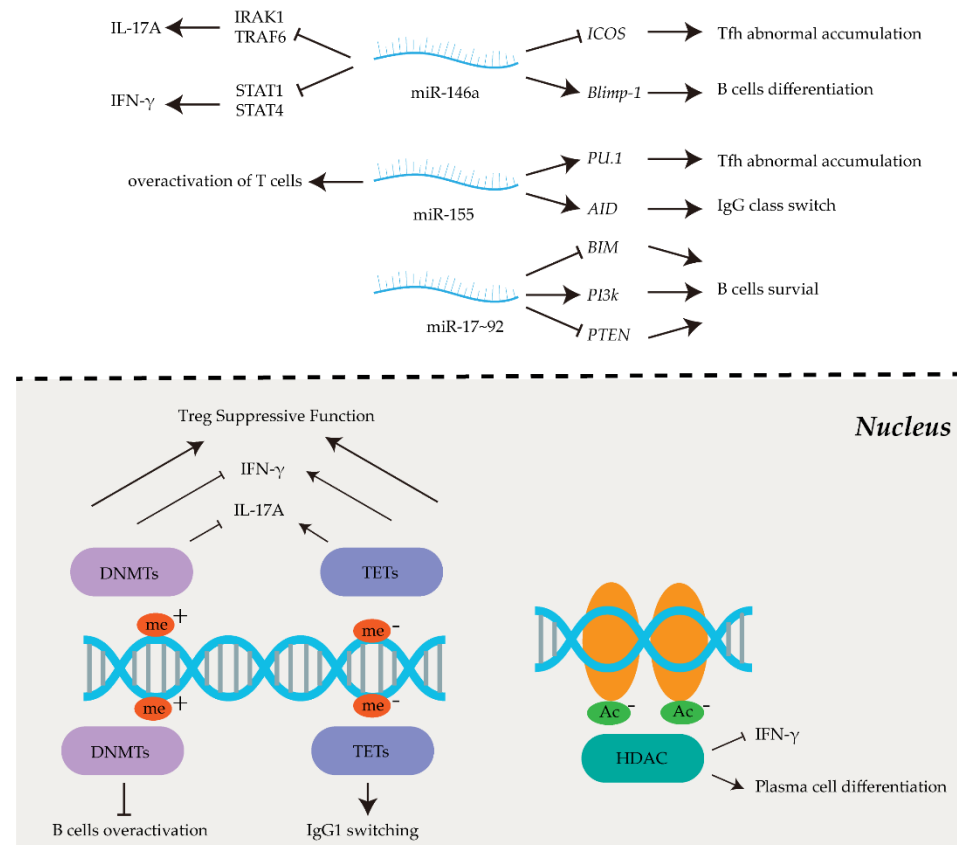 IL-17A
IRAK1
TRAF6
ICOS
Tfh abnormal accumulation
miR-146a
IFN-γ
STAT1
STAT4
Blimp-1
B cells differentiation
overactivation of T cells
miR-155
PU.1
Tfh abnormal accumulation
AID
IgG class switch
miR-17~92
BIM
PI3k
B cells survial
PTEN
Nucleus
Treg Suppressive Function
IFN-γ
IL-17A
DNMTs
TETs
me +
me -
me +
me -
DNMTs
TETs
B cells overactivation
IgG1 switching
Ac -
Ac -
HDAC
IFN-γ
Plasma cell differentiation